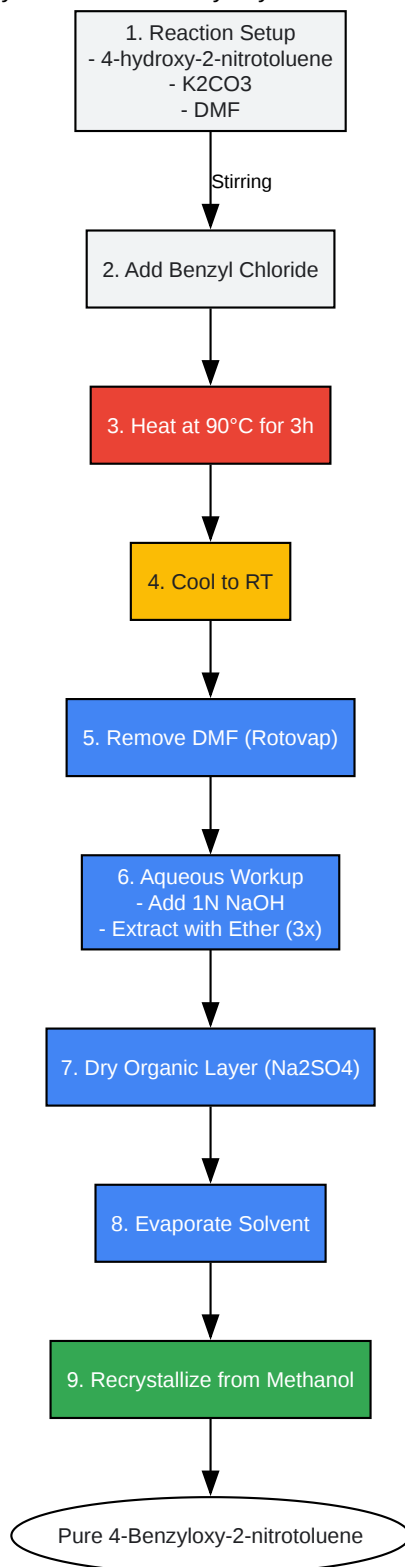 1. Reaction Setup
- 4-hydroxy-2-nitrotoluene
- K2CO3
- DMF
Stirring
2. Add Benzyl Chloride
3. Heat at 90°C for 3h
4. Cool to RT
5. Remove DMF (Rotovap)
6. Aqueous Workup
- Add 1N NaOH
- Extract with Ether (3x)
7. Dry Organic Layer (Na2SO4)
8. Evaporate Solvent
9. Recrystallize from Methanol
Pure 4-Benzyloxy-2-nitrotoluene